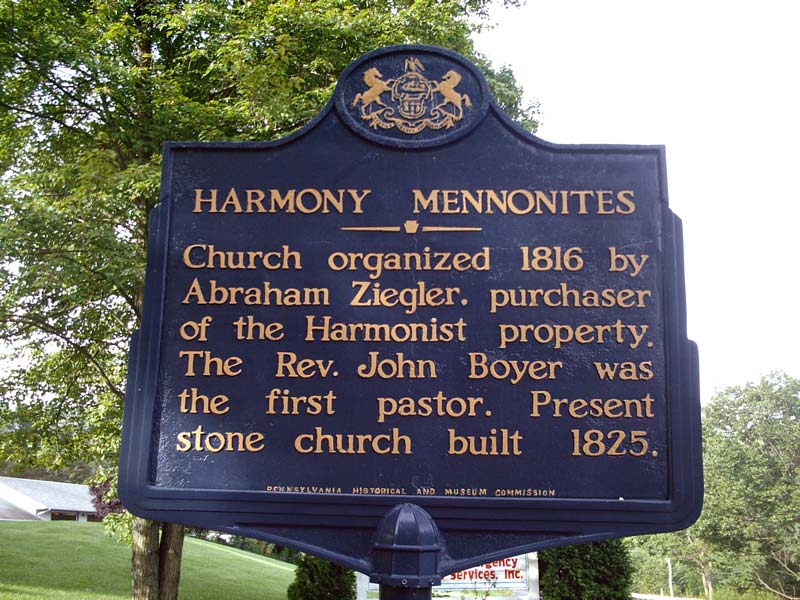 HARMONY MENNONITES
Church organized 1816 by
Abraham Ziegler, purchaser
of the Harmonist property.
The Rev. John Boyer was
the first pastor. Present
stone church built 1825.
PENNSYLVANIA HISTORICAL AND MUSEUM COMMISSION
Services, Inc.